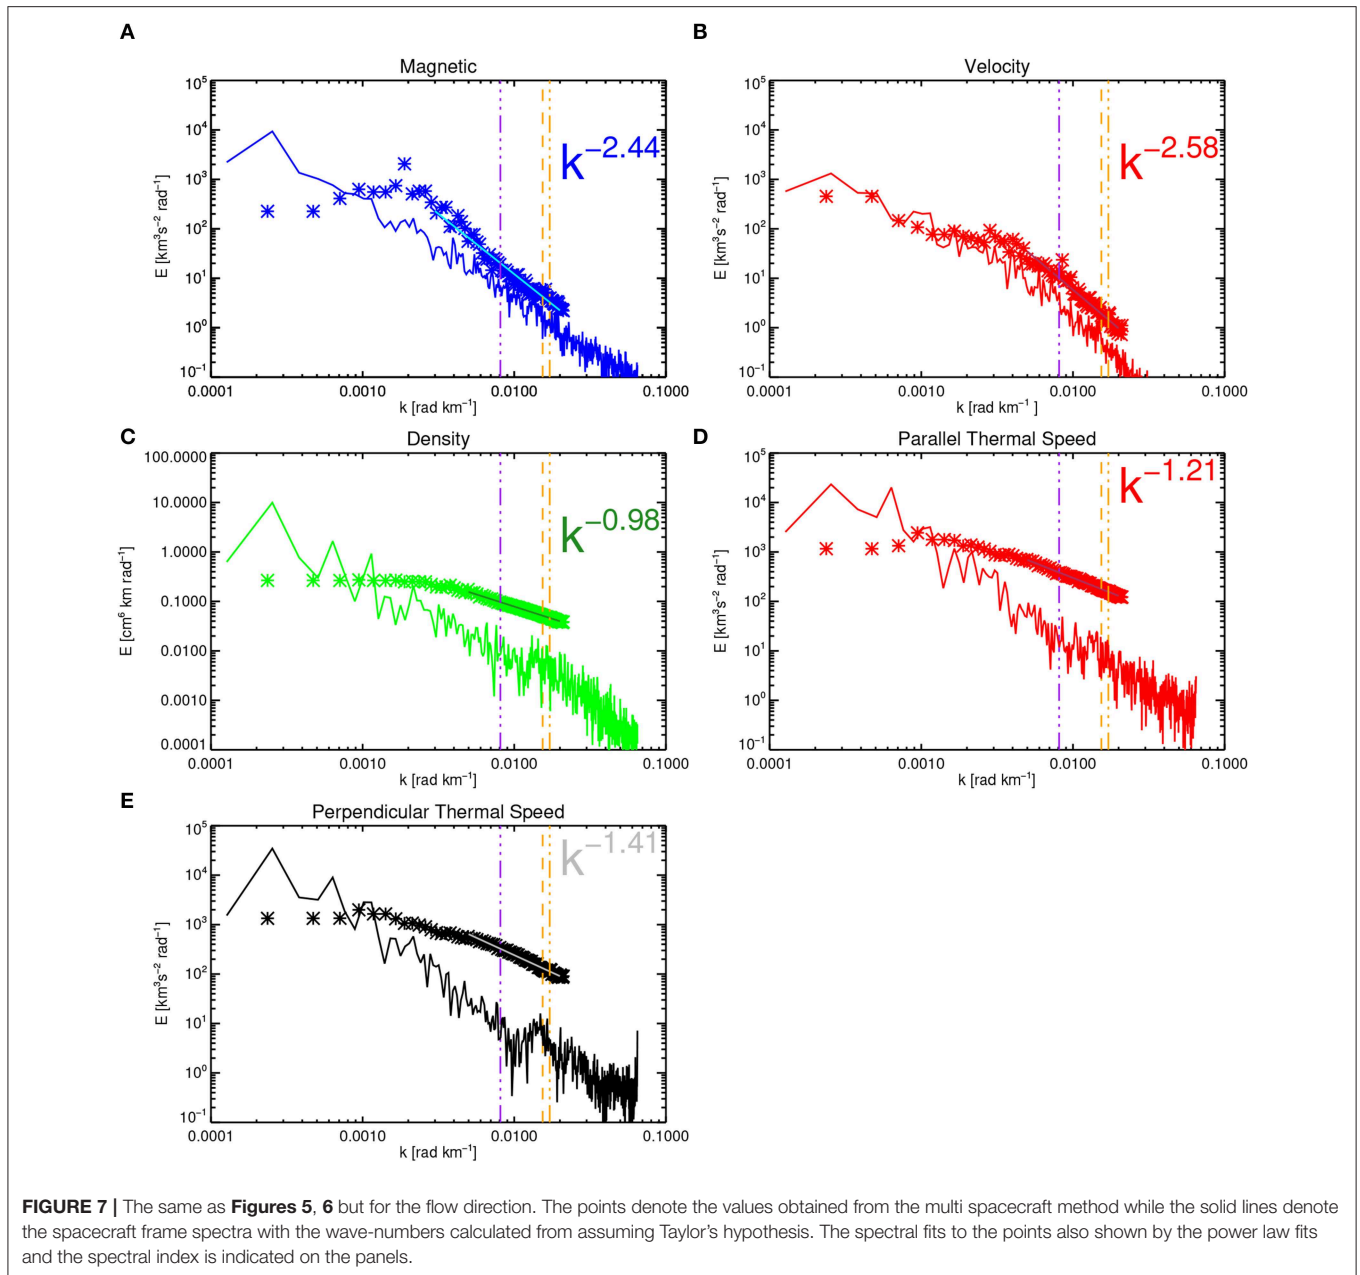 A
Magnetic
10^5
10^4
10^3
10^2
10^1
10^0
10^−1
E [km³s⁻² rad⁻¹]
k^−2.44
0.0001 0.0010 0.0100 0.1000
k [rad km⁻¹]
B
Velocity
10^5
10^4
10^3
10^2
10^1
10^0
10^−1
E [km³s⁻² rad⁻¹]
k^−2.58
0.0001 0.0010 0.0100 0.1000
k [rad km⁻¹ ]
C
Density
100.0000
10.0000
1.0000
0.1000
0.0100
0.0010
0.0001
E [cm⁶ km rad⁻¹]
k^−0.98
0.0001 0.0010 0.0100 0.1000
k [rad km⁻¹]
D
Parallel Thermal Speed
10^5
10^4
10^3
10^2
10^1
10^0
10^−1
E [km³s⁻² rad⁻¹]
k^−1.21
0.0001 0.0010 0.0100 0.1000
k [rad km⁻¹]
E
Perpendicular Thermal Speed
10^5
10^4
10^3
10^2
10^1
10^0
10^−1
E [km³s⁻² rad⁻¹]
k^−1.41
0.0001 0.0010 0.0100 0.1000
k [rad km⁻¹]
FIGURE 7 | The same as Figures 5, 6 but for the flow direction. The points denote the values obtained from the multi spacecraft method while the solid lines denote
the spacecraft frame spectra with the wave-numbers calculated from assuming Taylor's hypothesis. The spectral fits to the points also shown by the power law fits
and the spectral index is indicated on the panels.